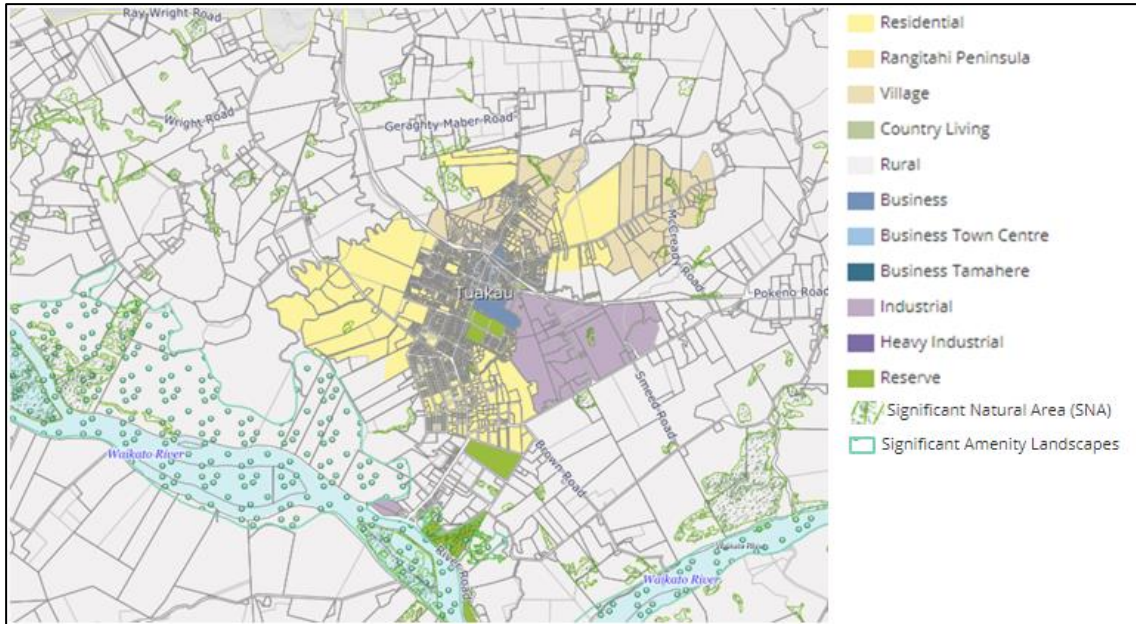 Ray-Wright-Road
Wright-Road
Geraghty Maber-Road
McCready Road
Tuakau
Pokeno Road
Smeed-Road
Waikato River
Brown-Road
River-Road
Waikato River
Waikato River
Residential
Rangitahi Peninsula
Village
Country Living
Rural
Business
Business Town Centre
Business Tamahere
Industrial
Heavy Industrial
Reserve
Significant Natural Area (SNA)
Significant Amenity Landscapes